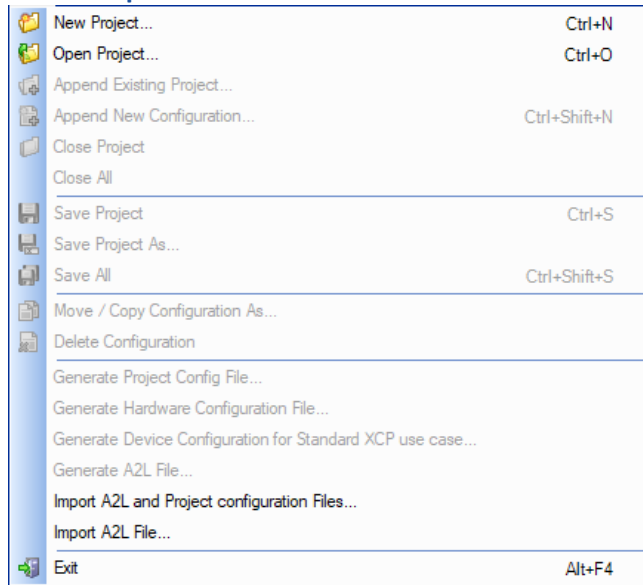 New Project... Ctrl+N
Open Project... Ctrl+O
Append Existing Project...
Append New Configuration... Ctrl+Shift+N
Close Project
Close All
Save Project Ctrl+S
Save Project As...
Save All Ctrl+Shift+S
Move / Copy Configuration As...
Delete Configuration
Generate Project Config File...
Generate Hardware Configuration File...
Generate Device Configuration for Standard XCP use case...
Generate A2L File...
Import A2L and Project configuration Files...
Import A2L File...
Exit Alt+F4